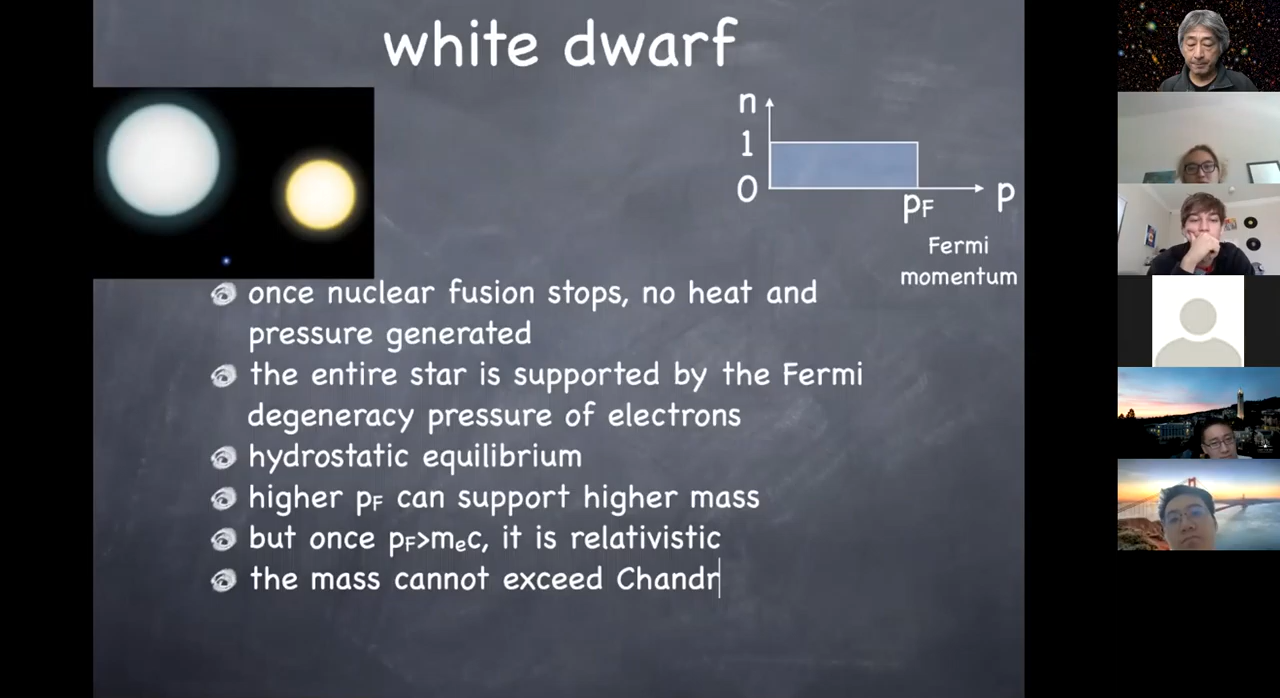 white dwarf
n
1
0
pF
p
Fermi
momentum
once nuclear fusion stops, no heat and
pressure generated
the entire star is supported by the Fermi
degeneracy pressure of electrons
hydrostatic equilibrium
higher pF can support higher mass
but once pF>mec, it is relativistic
the mass cannot exceed Chandr